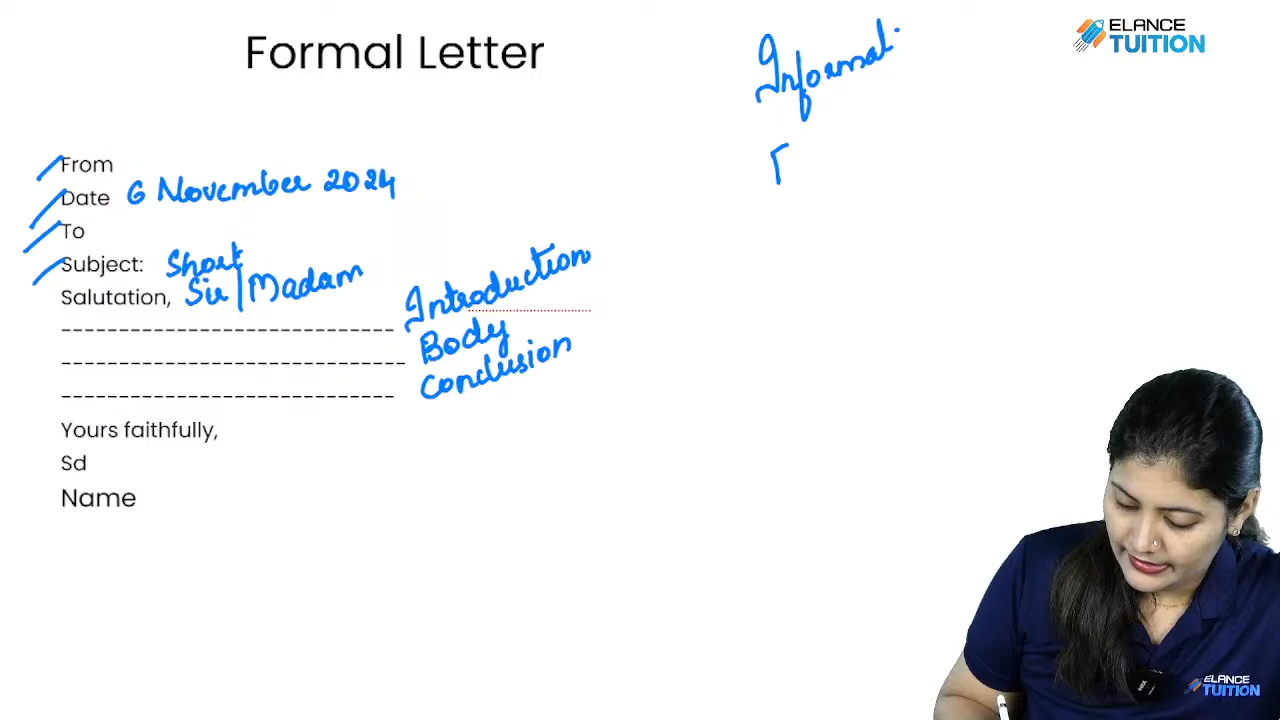 Formal Letter
Informal
ELANCE
TUITION
From
Date 6 November 2024
To
Subject: Short
Salutation, Sir/Madam
---------------------------- Introduction
----------------------------- Body
---------------------------- Conclusion
Yours faithfully,
Sd
Name
ELANCE
TUITION